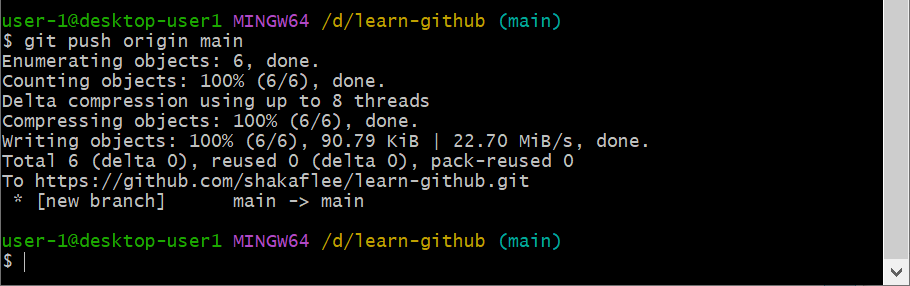 user-1@desktop-user1 MINGW64 /d/learn-github (main)
$ git push origin main
Enumerating objects: 6, done.
Counting objects: 100% (6/6), done.
Delta compression using up to 8 threads
Compressing objects: 100% (6/6), done.
Writing objects: 100% (6/6), 90.79 KiB | 22.70 MiB/s, done.
Total 6 (delta 0), reused 0 (delta 0), pack-reused 0
To https://github.com/shakaflee/learn-github.git
 * [new branch]      main -> main
user-1@desktop-user1 MINGW64 /d/learn-github (main)
$